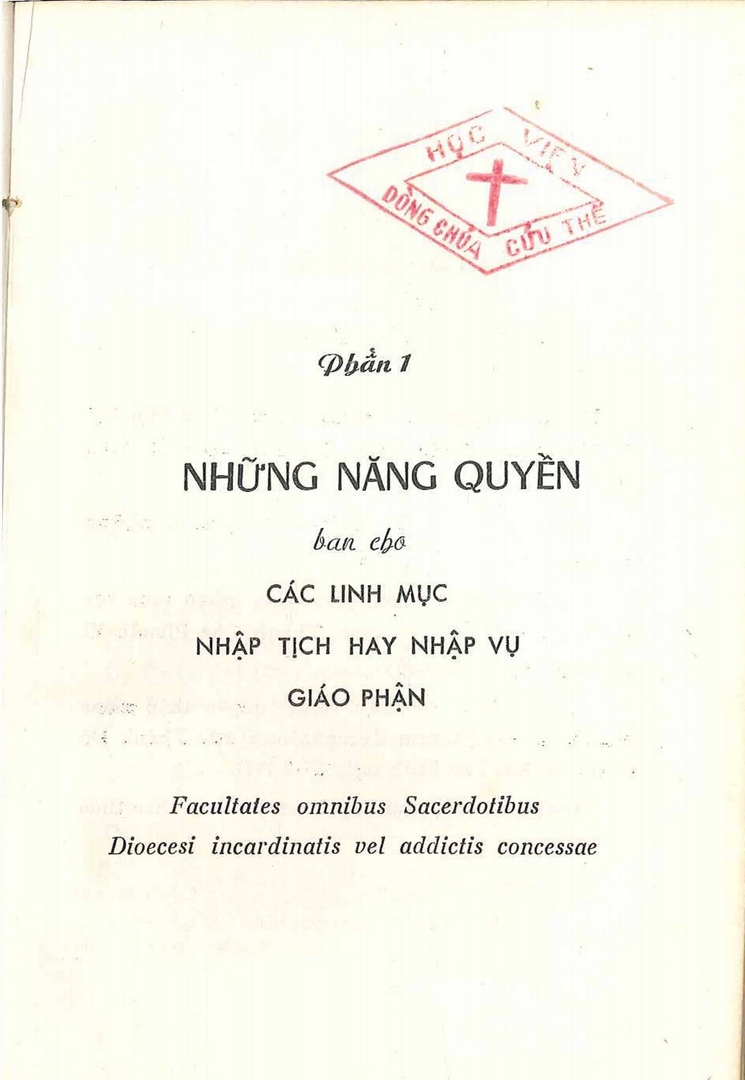 HỌC VIỆN
DÒNG CHÚA CỨU THẾ
Phần 1
NHỮNG NĂNG QUYỀN
ban cho
CÁC LINH MỤC
NHẬP TỊCH HAY NHẬP VỤ
GIÁO PHẬN
Facultates omnibus Sacerdotibus
Dioecesi incardinatis vel addictis concessae